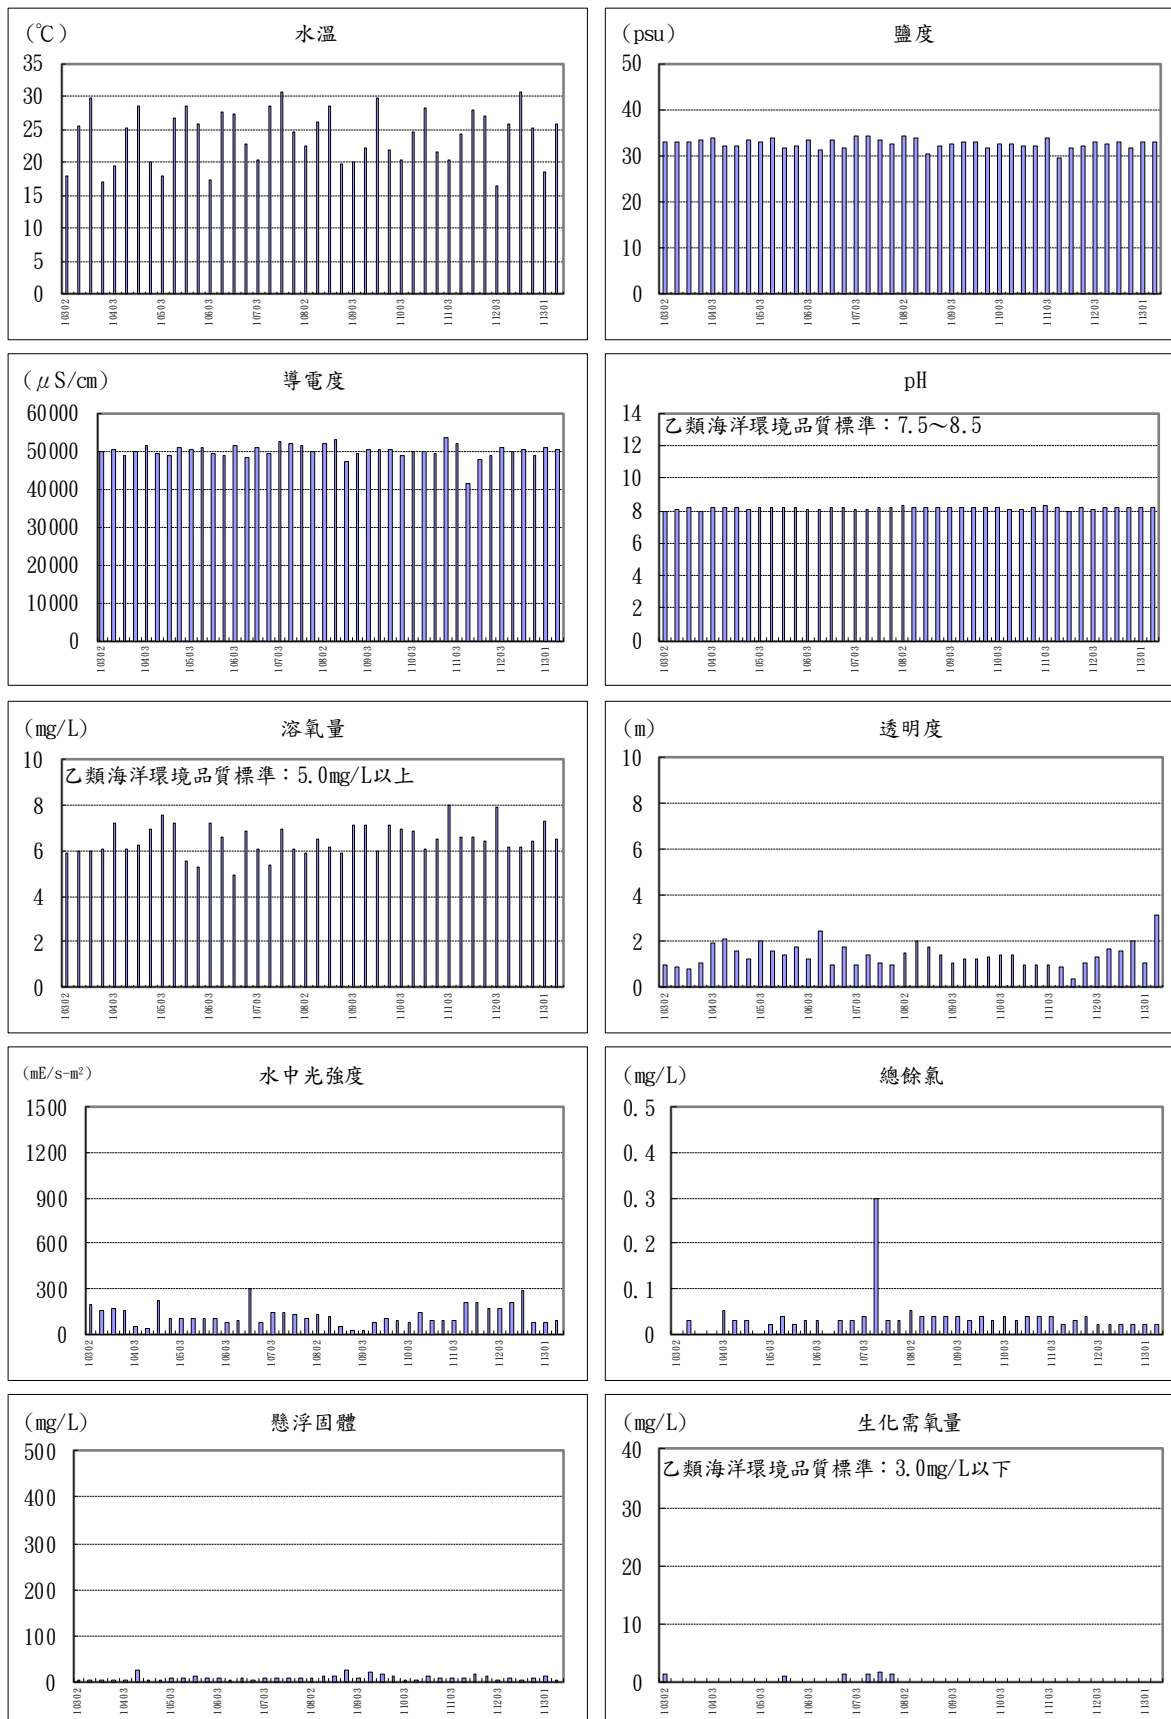 (℃) 水溫
35
30
25
20
15
10
5
0
10302 10403 10503 10603 10703 10802 10903 11003 11103 11203 11301
(psu) 鹽度
50
40
30
20
10
0
10302 10403 10503 10603 10703 10802 10903 11003 11103 11203 11301
(μS/cm) 導電度
60000
50000
40000
30000
20000
10000
0
10302 10403 10503 10603 10703 10802 10903 11003 11103 11203 11301
pH
乙類海洋環境品質標準：7.5～8.5
14
12
10
8
6
4
2
0
10302 10403 10503 10603 10703 10802 10903 11003 11103 11203 11301
(mg/L) 溶氧量
乙類海洋環境品質標準：5.0mg/L以上
10
8
6
4
2
0
10302 10403 10503 10603 10703 10802 10903 11003 11103 11203 11301
(m) 透明度
10
8
6
4
2
0
10302 10403 10503 10603 10703 10802 10903 11003 11103 11203 11301
(mE/s-m²) 水中光強度
1500
1200
900
600
300
0
10302 10403 10503 10603 10703 10802 10903 11003 11103 11203 11301
(mg/L) 總餘氯
0.5
0.4
0.3
0.2
0.1
0
10302 10403 10503 10603 10703 10802 10903 11003 11103 11203 11301
(mg/L) 懸浮固體
500
400
300
200
100
0
10302 10403 10503 10603 10703 10802 10903 11003 11103 11203 11301
(mg/L) 生化需氧量
乙類海洋環境品質標準：3.0mg/L以下
40
30
20
10
0
10302 10403 10503 10603 10703 10802 10903 11003 11103 11203 11301